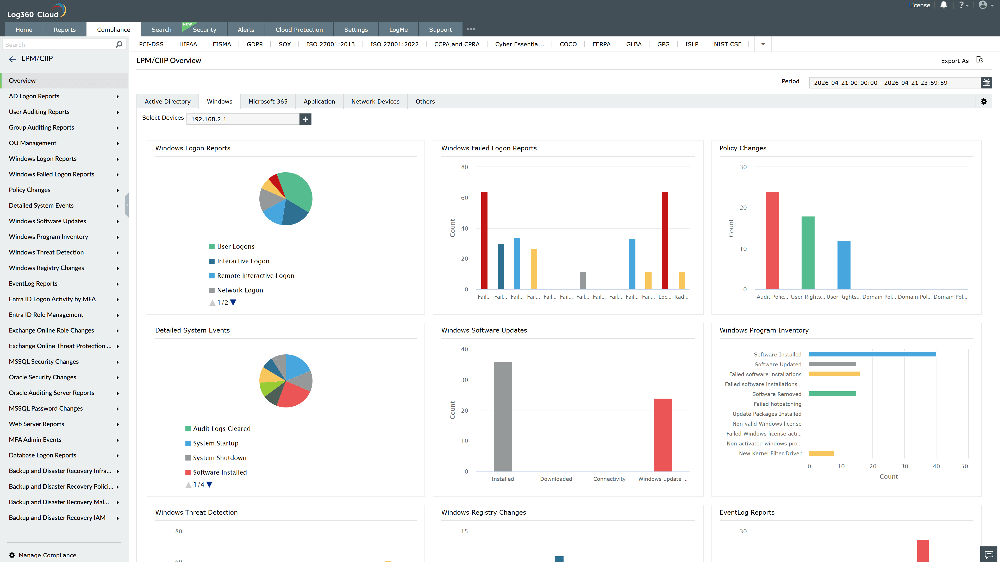 License
?
Log360 Cloud
Home
Reports
Compliance
Search
NEW
Security
Alerts
Cloud Protection
Settings
LogMe
Support
Search
PCI-DSS
HIPAA
FISMA
GDPR
SOX
ISO 27001:2013
ISO 27001:2022
CCPA and CPRA
Cyber Essentia...
COCO
FERPA
GLBA
GPG
ISLP
NIST CSF
LPM/CIIP
Overview
AD Logon Reports
User Auditing Reports
Group Auditing Reports
OU Management
Windows Logon Reports
Windows Failed Logon Reports
Policy Changes
Detailed System Events
Windows Software Updates
Windows Program Inventory
Windows Threat Detection
Windows Registry Changes
EventLog Reports
Entra ID Logon Activity by MFA
Entra ID Role Management
Exchange Online Role Changes
Exchange Online Threat Protection ...
MSSQL Security Changes
Oracle Security Changes
Oracle Auditing Server Reports
MSSQL Password Changes
Web Server Reports
MFA Admin Events
Database Logon Reports
Backup and Disaster Recovery Infra...
Backup and Disaster Recovery Polici...
Backup and Disaster Recovery Mal...
Backup and Disaster Recovery IAM
Manage Compliance
LPM/CIIP Overview
Export As
Period
2026-04-21 00:00:00 - 2026-04-21 23:59:59
Active Directory
Windows
Microsoft 365
Application
Network Devices
Others
Select Devices
192.168.2.1
Windows Logon Reports
User Logons
Interactive Logon
Remote Interactive Logon
Network Logon
1/2
Windows Failed Logon Reports
80
60
40
20
0
Count
Fail...
Fail...
Fail...
Fail...
Fail...
Fail...
Fail...
Fail...
Fail...
Fail...
Fail...
Loc...
Rad...
Policy Changes
30
20
10
0
Count
Audit Polic...
User Rights...
User Rights...
Domain Pol...
Domain Pol...
Domain Pol...
Detailed System Events
Audit Logs Cleared
System Startup
System Shutdown
Software Installed
1/4
Windows Software Updates
40
30
20
10
0
Count
Installed
Downloaded
Connectivity
Windows update ...
Windows Program Inventory
Software Installed
Software Updated
Failed software installations
Failed software installations...
Software Removed
Failed hotpatching
Update Packages Installed
Non valid Windows license
Failed Windows license acti...
Non activated windows pro...
New Kernel Filter Driver
0
10
20
30
40
50
Count
Windows Threat Detection
80
60
Windows Registry Changes
15
EventLog Reports
30